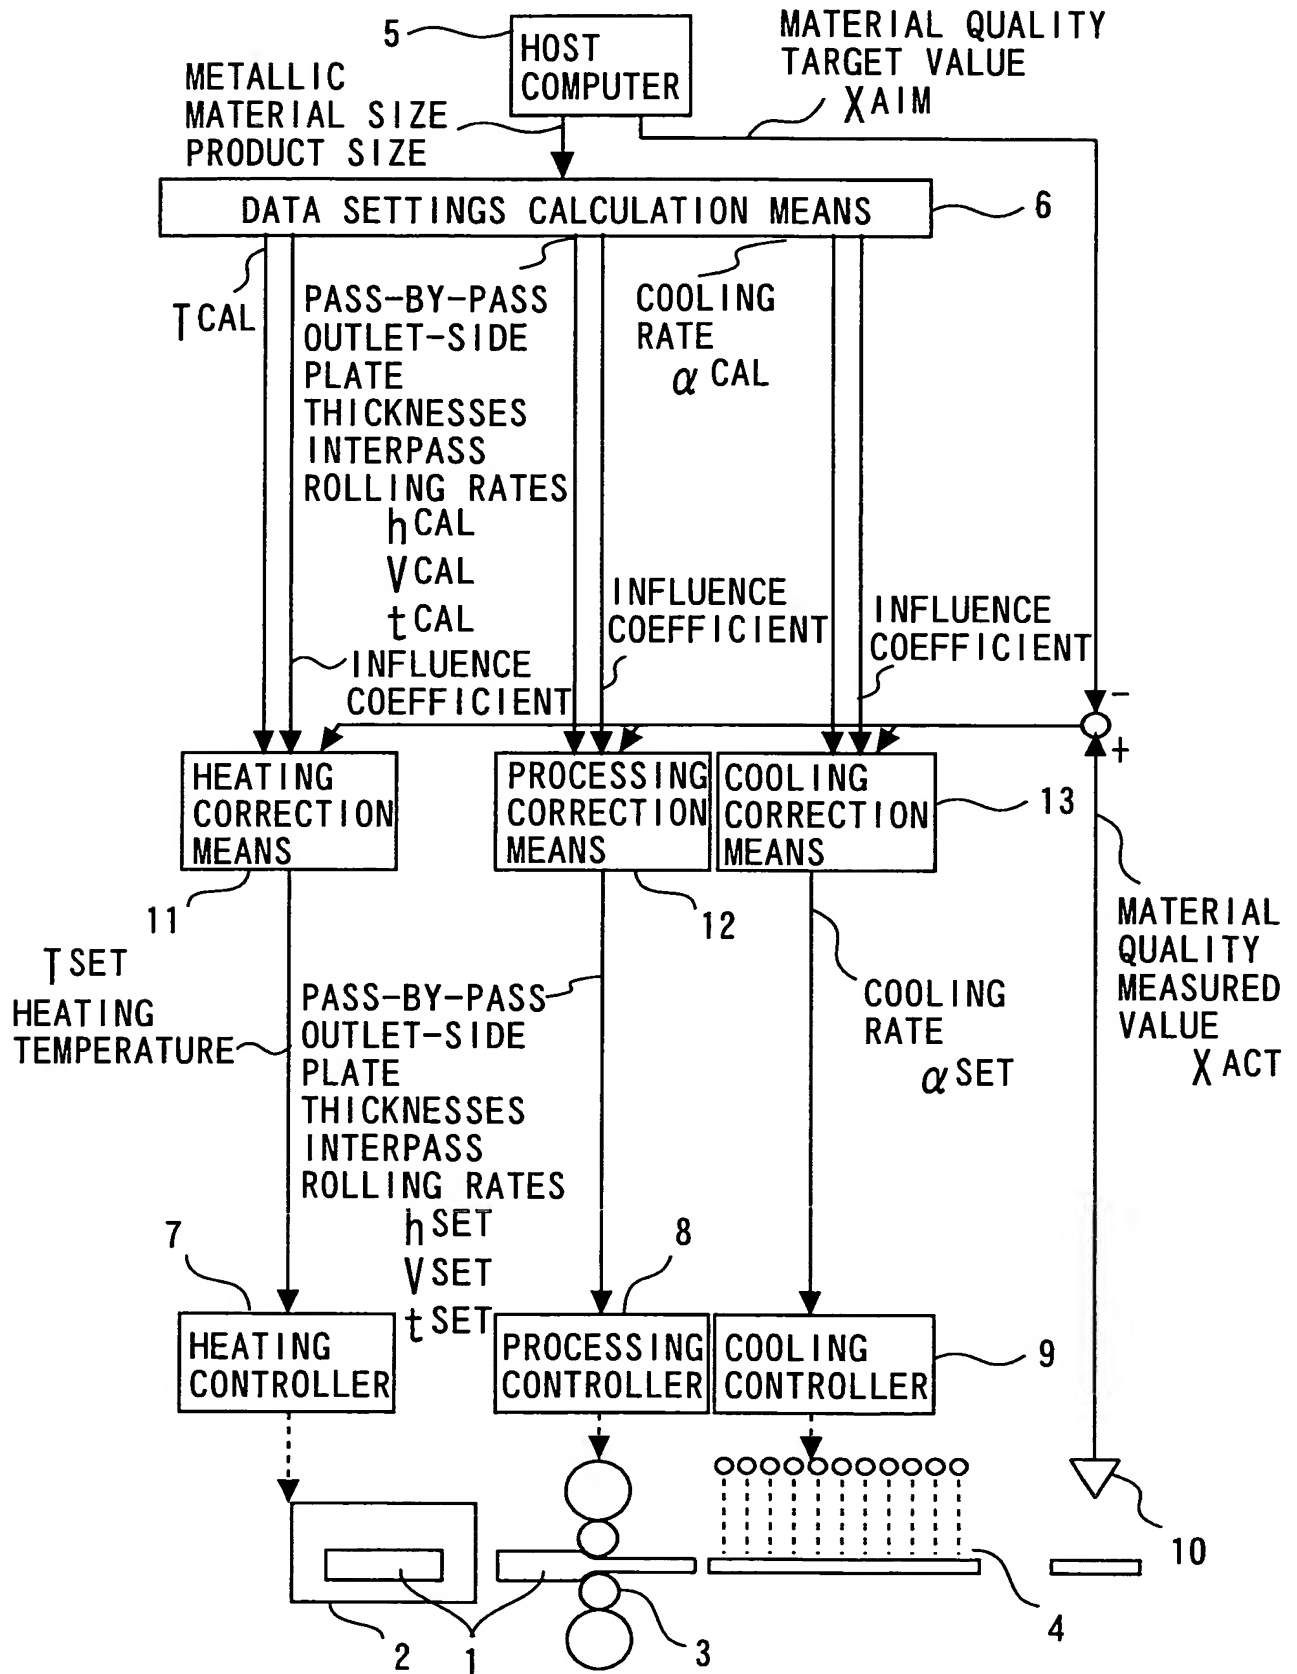 5
HOST
COMPUTER
MATERIAL QUALITY
TARGET VALUE
XAIM
METALLIC
MATERIAL SIZE
PRODUCT SIZE
DATA SETTINGS CALCULATION MEANS
6
TCAL
PASS-BY-PASS
OUTLET-SIDE
PLATE
THICKNESSES
INTERPASS
ROLLING RATES
hCAL
VCAL
tCAL
COOLING
RATE
αCAL
INFLUENCE
COEFFICIENT
INFLUENCE
COEFFICIENT
INFLUENCE
COEFFICIENT
-
+
HEATING
CORRECTION
MEANS
11
PROCESSING
CORRECTION
MEANS
12
COOLING
CORRECTION
MEANS
13
MATERIAL
QUALITY
MEASURED
VALUE
XACT
TSET
HEATING
TEMPERATURE
PASS-BY-PASS
OUTLET-SIDE
PLATE
THICKNESSES
INTERPASS
ROLLING RATES
hSET
VSET
tSET
COOLING
RATE
αSET
7
HEATING
CONTROLLER
8
PROCESSING
CONTROLLER
9
COOLING
CONTROLLER
10
2
1
3
4